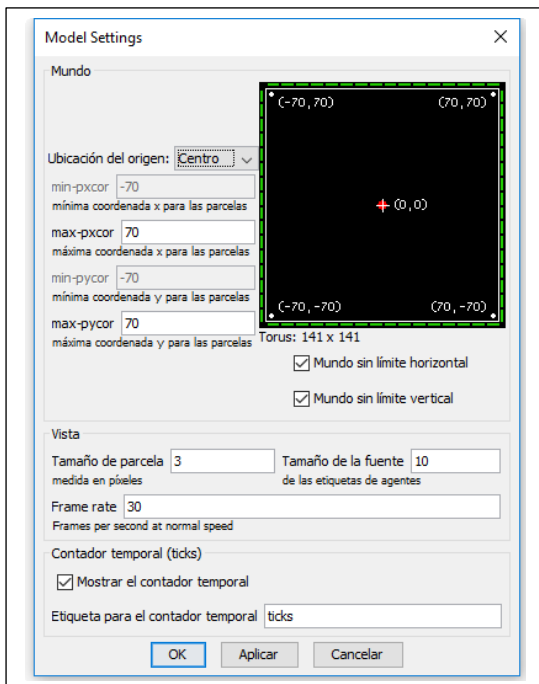 Model Settings
Mundo
(-70,70)
(70,70)
Ubicación del origen: Centro
min-pxcor -70
mínima coordenada x para las parcelas
(0,0)
max-pxcor 70
máxima coordenada x para las parcelas
min-pycor -70
mínima coordenada y para las parcelas
(-70,-70)
(70,-70)
max-pycor 70
máxima coordenada y para las parcelas
Torus: 141 x 141
Mundo sin límite horizontal
Mundo sin límite vertical
Vista
Tamaño de parcela 3
medida en píxeles
Tamaño de la fuente 10
de las etiquetas de agentes
Frame rate 30
Frames per second at normal speed
Contador temporal (ticks)
Mostrar el contador temporal
Etiqueta para el contador temporal ticks
OK
Aplicar
Cancelar